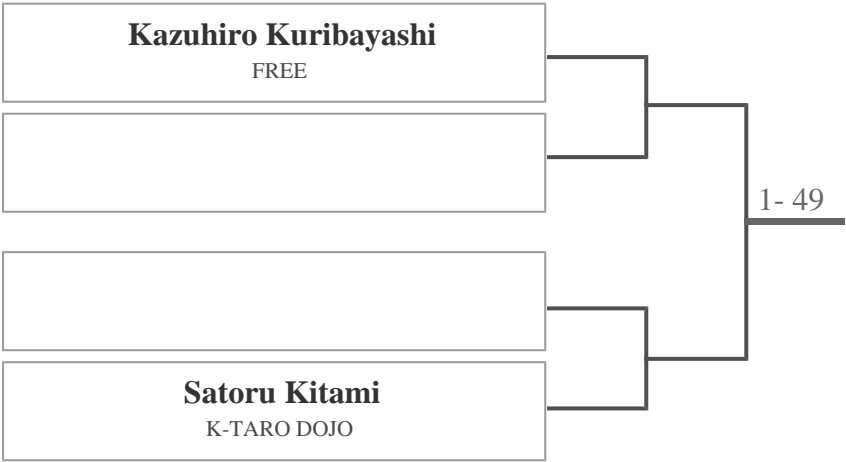 Kazuhiro Kuribayashi
FREE
1- 49
Satoru Kitami
K-TARO DOJO